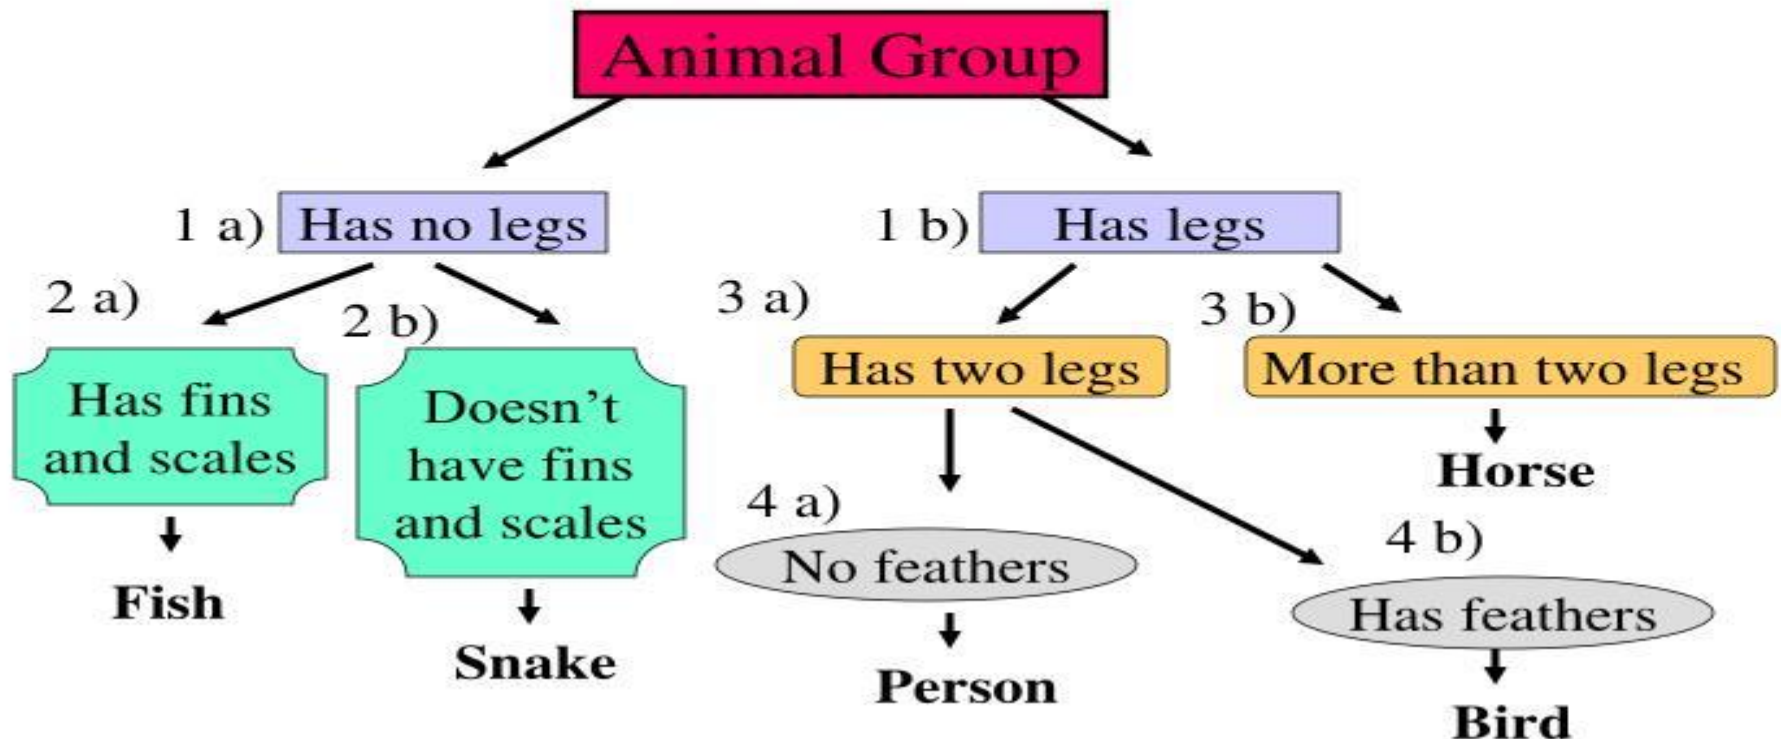 Animal Group
1 a) Has no legs
1 b) Has legs
2 a)
Has fins
and scales
Fish
2 b)
Doesn't
have fins
and scales
Snake
3 a)
Has two legs
3 b)
More than two legs
Horse
4 a)
No feathers
Person
4 b)
Has feathers
Bird